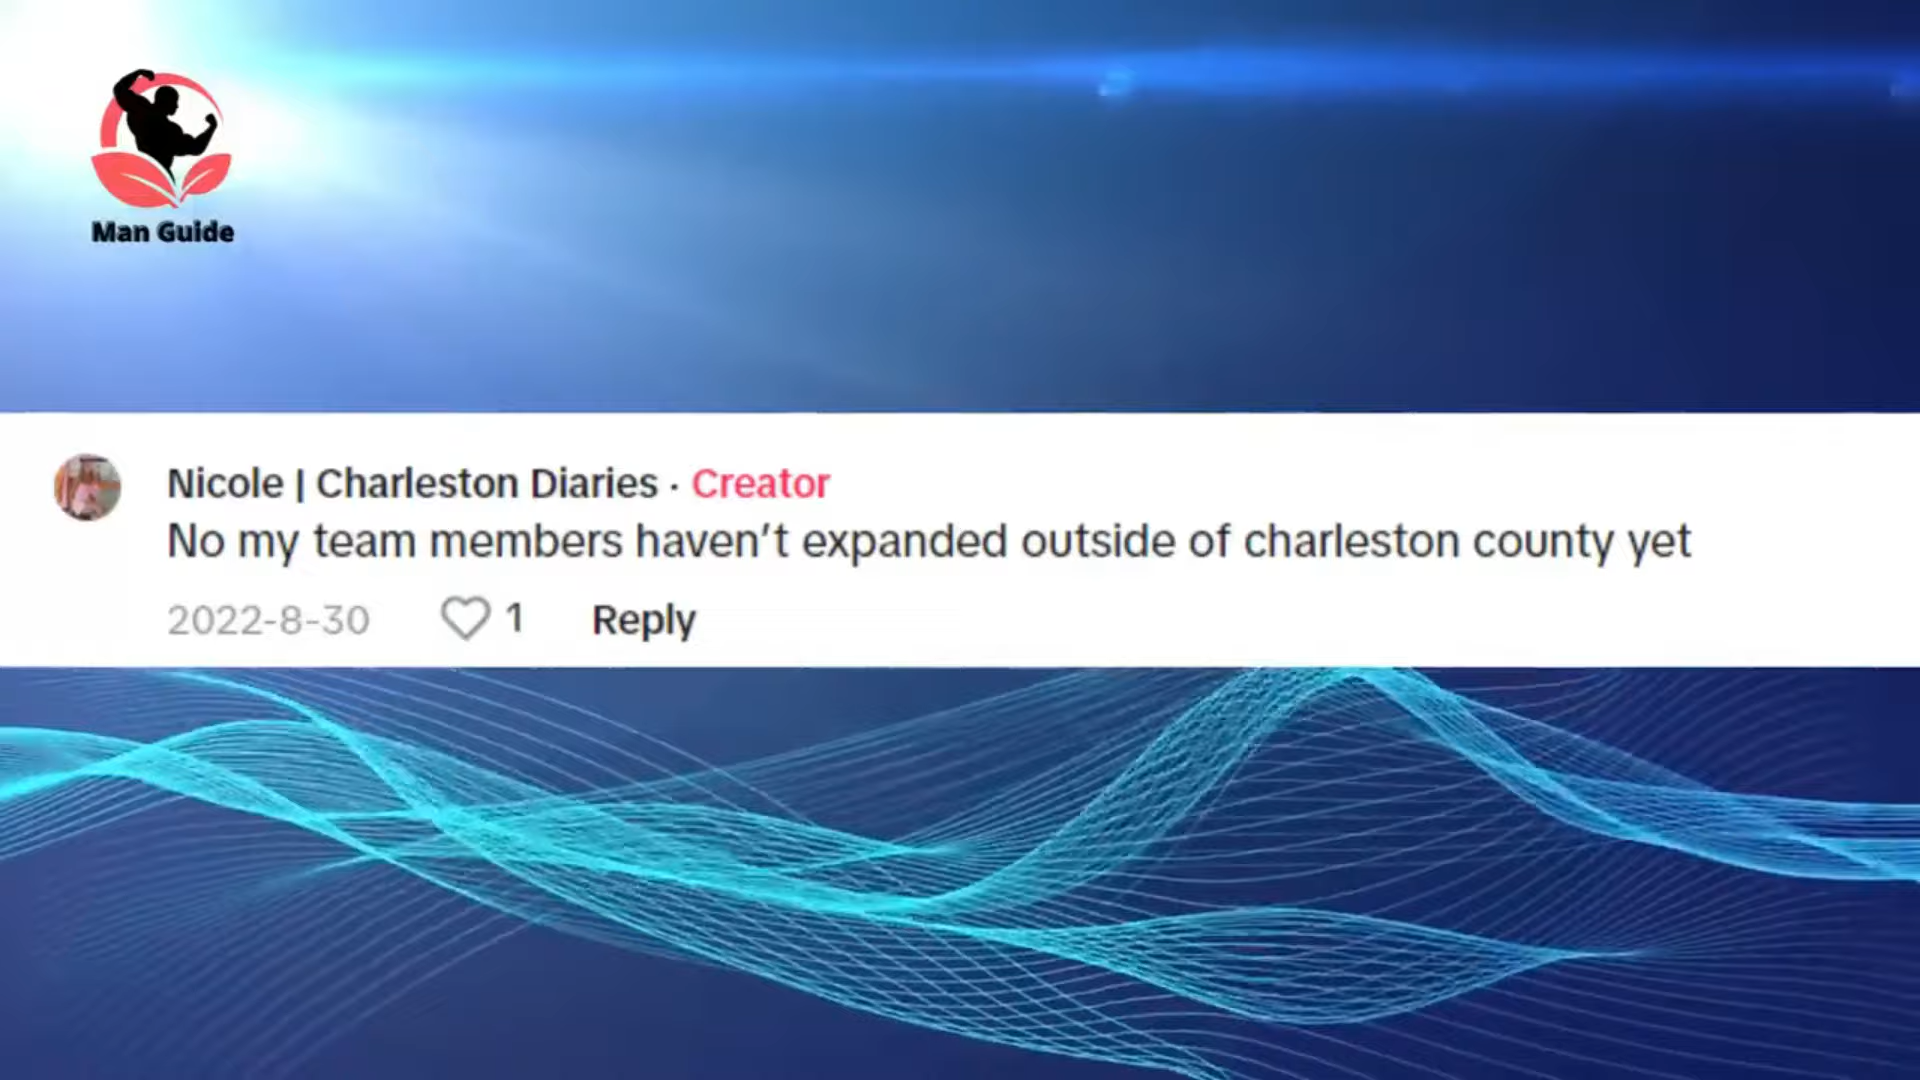 Man Guide
Nicole | Charleston Diaries · Creator
No my team members haven't expanded outside of charleston county yet
2022-8-30 1 Reply